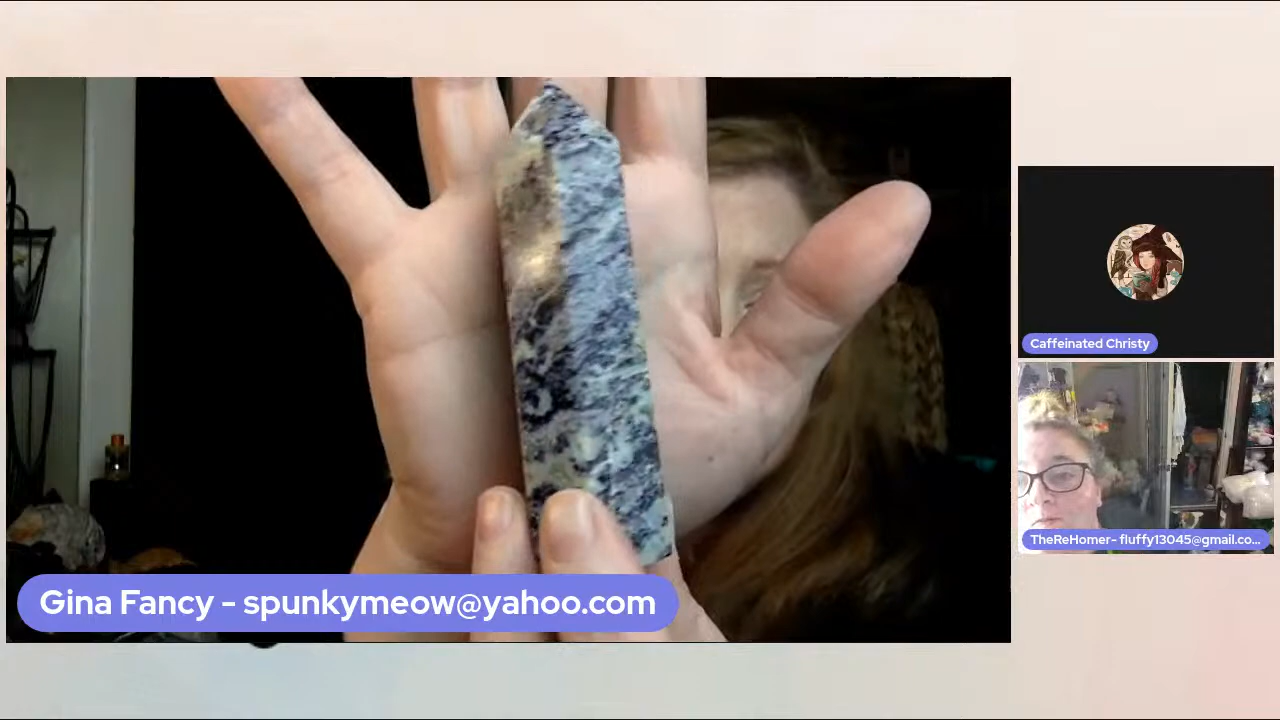 Caffeinated Christy
TheReHomer- fluffy13045@gmail.co...
Gina Fancy - spunkymeow@yahoo.com